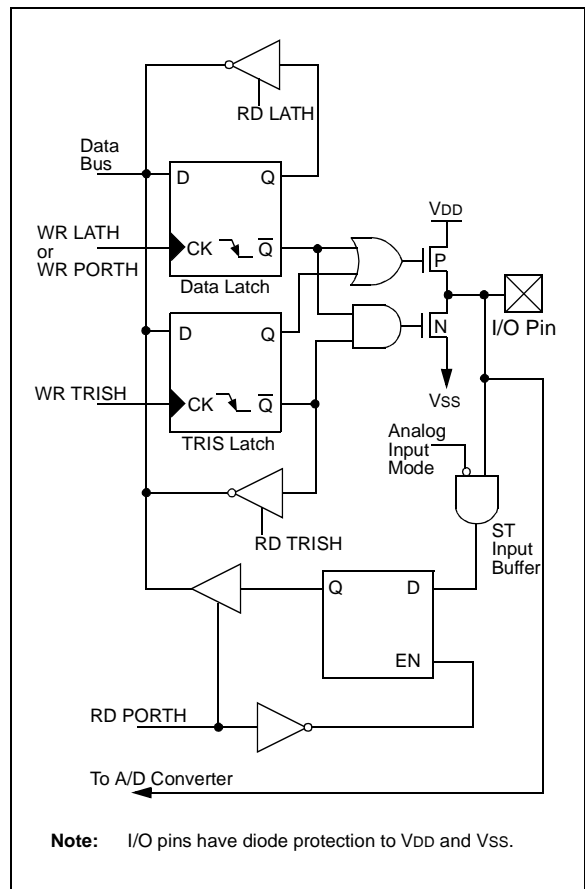 RD LATH
Data
Bus
D Q
VDD
WR LATH
or
WR PORTH
CK Q
P
Data Latch
I/O Pin
D Q
N
WR TRISH
CK Q
VSS
TRIS Latch
Analog
Input
Mode
RD TRISH
ST
Input
Buffer
Q D
EN
RD PORTH
To A/D Converter
Note: I/O pins have diode protection to VDD and VSS.